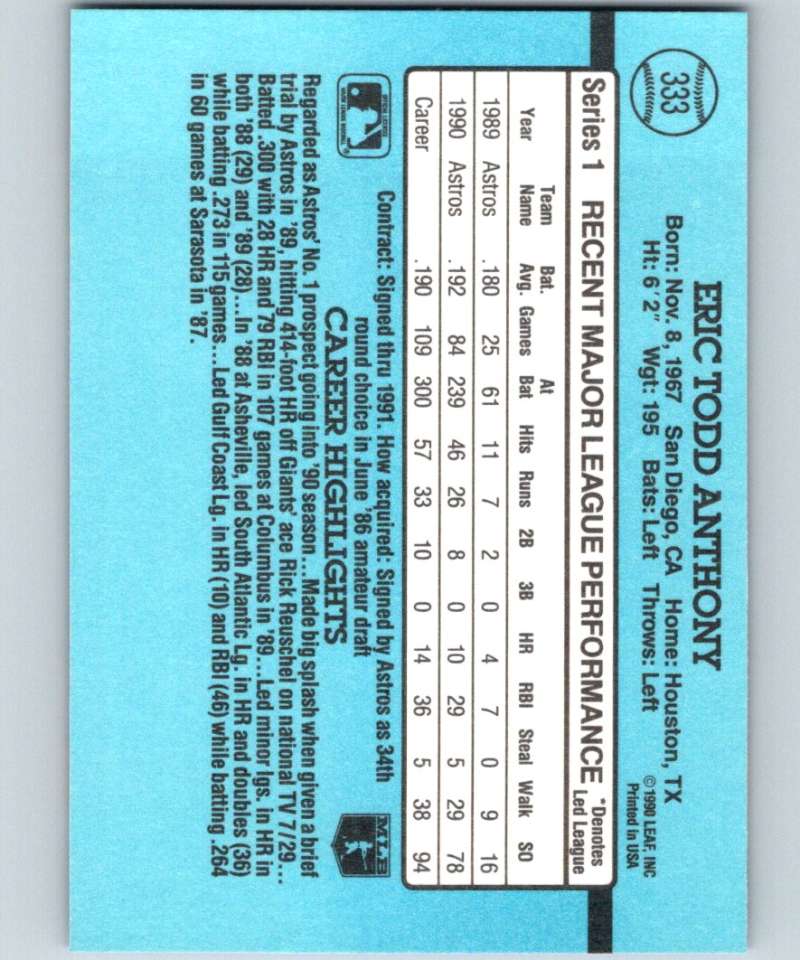 333
ERIC TODD ANTHONY
Born: Nov. 8, 1967 San Diego, CA Home: Houston, TX
Ht: 6'2" Wgt: 195 Bats: Left Throws: Left
©1990 LEAF, INC
Printed in USA
Series 1 RECENT MAJOR LEAGUE PERFORMANCE *Denotes Led League
Year Team Name Bat. Avg. Games At Bat Hits Runs 2B 3B HR RBI Steal Walk SO
1989 Astros .180 25 61 11 7 2 0 4 7 0 9 16
1990 Astros .192 84 239 46 26 8 0 10 29 5 29 78
Career .190 109 300 57 33 10 0 14 36 5 38 94
Contract: Signed thru 1991. How acquired: Signed by Astros as 34th
round choice in June '86 amateur draft
MLB
CAREER HIGHLIGHTS
Regarded as Astros' No. 1 prospect going into '90 season...Made big splash when given a brief
trial by Astros in '89, hitting 414-foot HR off Giants' ace Rick Reuschel on national TV 7/29...
Batted .300 with 28 HR and 79 RBI in 107 games at Columbus in '89...Led minor lgs. in HR in
both '88 (29) and '89 (28)...In '88 at Asheville, led South Atlantic Lg. in HR and doubles (36)
while batting .273 in 115 games...Led Gulf Coast Lg. in HR (10) and RBI (46) while batting .264
in 60 games at Sarasota in '87.